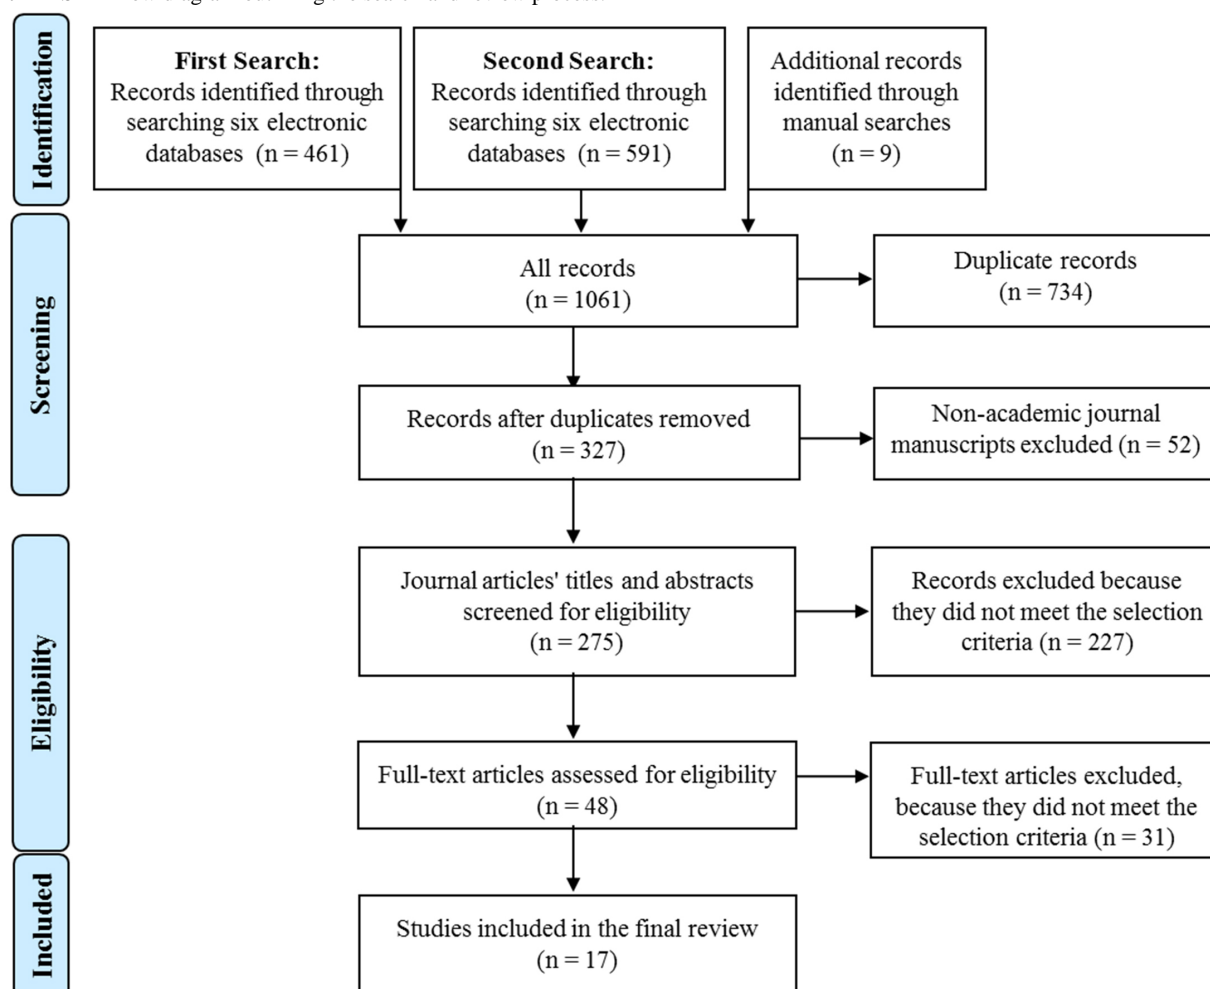 Identification
First Search:
Records identified through
searching six electronic
databases (n = 461)
Second Search:
Records identified through
searching six electronic
databases (n = 591)
Additional records
identified through
manual searches
(n = 9)
Screening
All records
(n = 1061)
Duplicate records
(n = 734)
Records after duplicates removed
(n = 327)
Non-academic journal
manuscripts excluded (n = 52)
Eligibility
Journal articles' titles and abstracts
screened for eligibility
(n = 275)
Records excluded because
they did not meet the selection
criteria (n = 227)
Full-text articles assessed for eligibility
(n = 48)
Full-text articles excluded,
because they did not meet the
selection criteria (n = 31)
Included
Studies included in the final review
(n = 17)